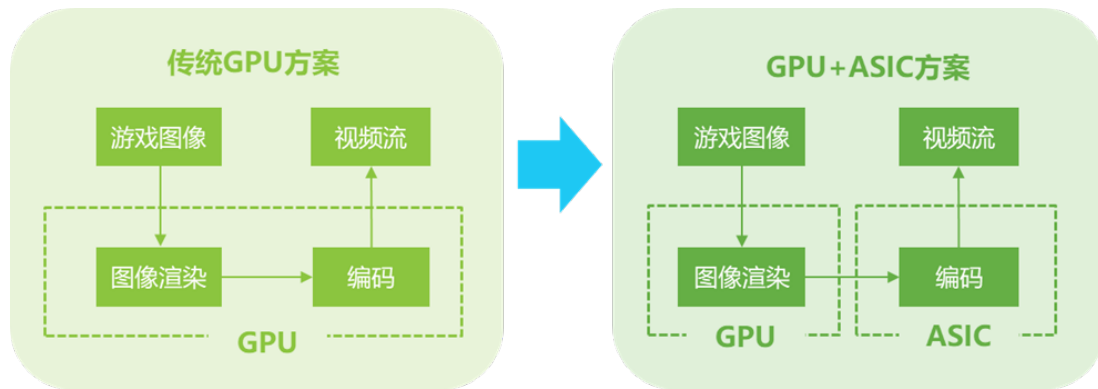 传统GPU方案
游戏图像
视频流
图像渲染
编码
GPU
GPU+ASIC方案
游戏图像
视频流
图像渲染
编码
GPU
ASIC